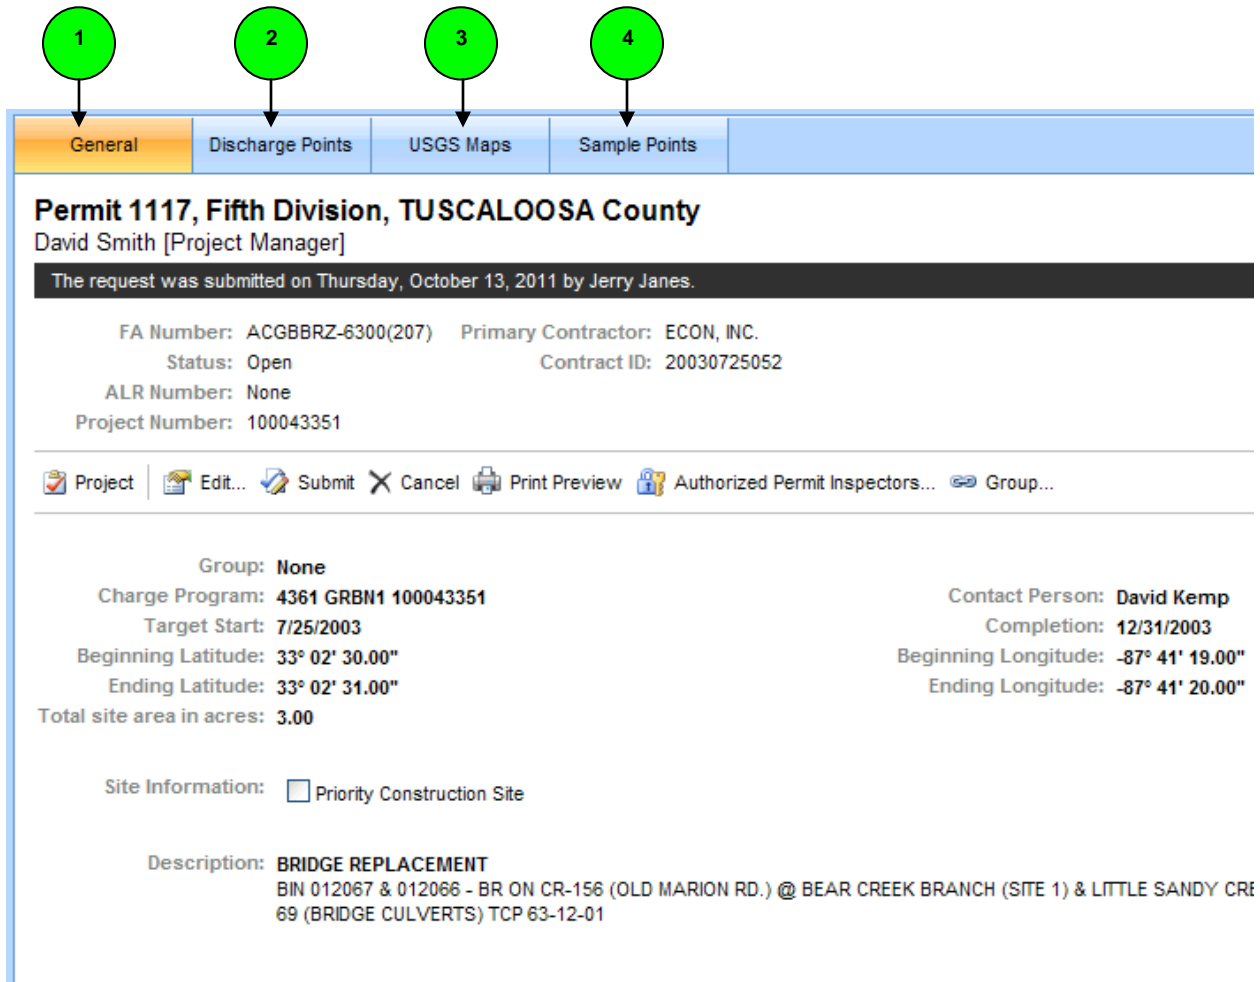 1 2 3 4
General Discharge Points USGS Maps Sample Points
Permit 1117, Fifth Division, TUSCALOOSA County
David Smith [Project Manager]
The request was submitted on Thursday, October 13, 2011 by Jerry Janes.
FA Number: ACGBBRZ-6300(207) Primary Contractor: ECON, INC.
Status: Open Contract ID: 20030725052
ALR Number: None
Project Number: 100043351
Project Edit... Submit Cancel Print Preview Authorized Permit Inspectors... Group...
Group: None
Charge Program: 4361 GRBN1 100043351 Contact Person: David Kemp
Target Start: 7/25/2003 Completion: 12/31/2003
Beginning Latitude: 33° 02' 30.00" Beginning Longitude: -87° 41' 19.00"
Ending Latitude: 33° 02' 31.00" Ending Longitude: -87° 41' 20.00"
Total site area in acres: 3.00
Site Information: Priority Construction Site
Description: BRIDGE REPLACEMENT
BIN 012067 & 012066 - BR ON CR-156 (OLD MARION RD.) @ BEAR CREEK BRANCH (SITE 1) & LITTLE SANDY CRE
69 (BRIDGE CULVERTS) TCP 63-12-01